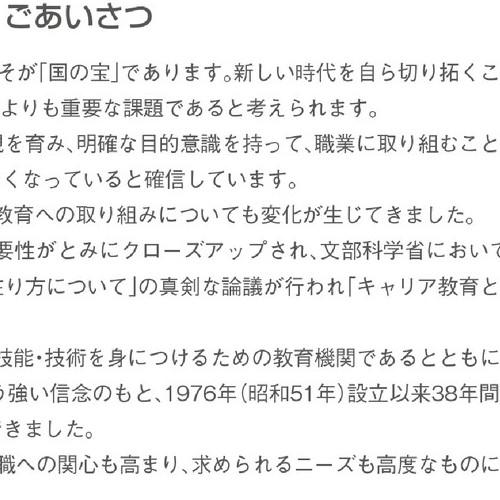 ごあいさつ
そが「国の宝」であります。新しい時代を自ら切り拓くこ
よりも重要な課題であると考えられます。
を育み、明確な目的意識を持って、職業に取り組むこと
くなっていると確信しています。
教育への取り組みについても変化が生じてきました。
要性がとみにクローズアップされ、文部科学省において
り方について」の真剣な論議が行われ「キャリア教育と
技能・技術を身につけるための教育機関であるとともに
強い信念のもと、1976年(昭和51年)設立以来38年間
きました。
職への関心も高まり、求められるニーズも高度なものに